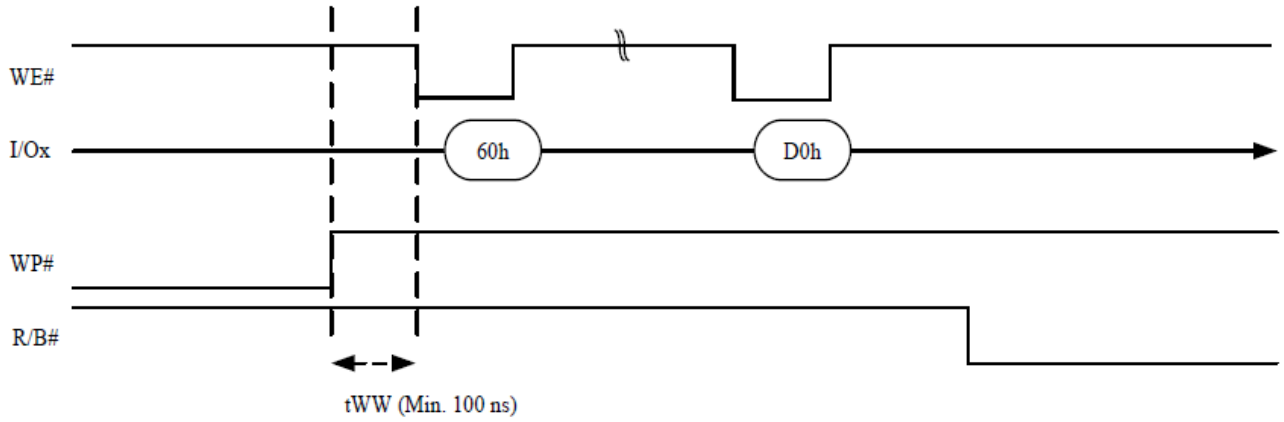 WE#
I/Ox
60h
D0h
WP#
R/B#
tWW (Min. 100 ns)